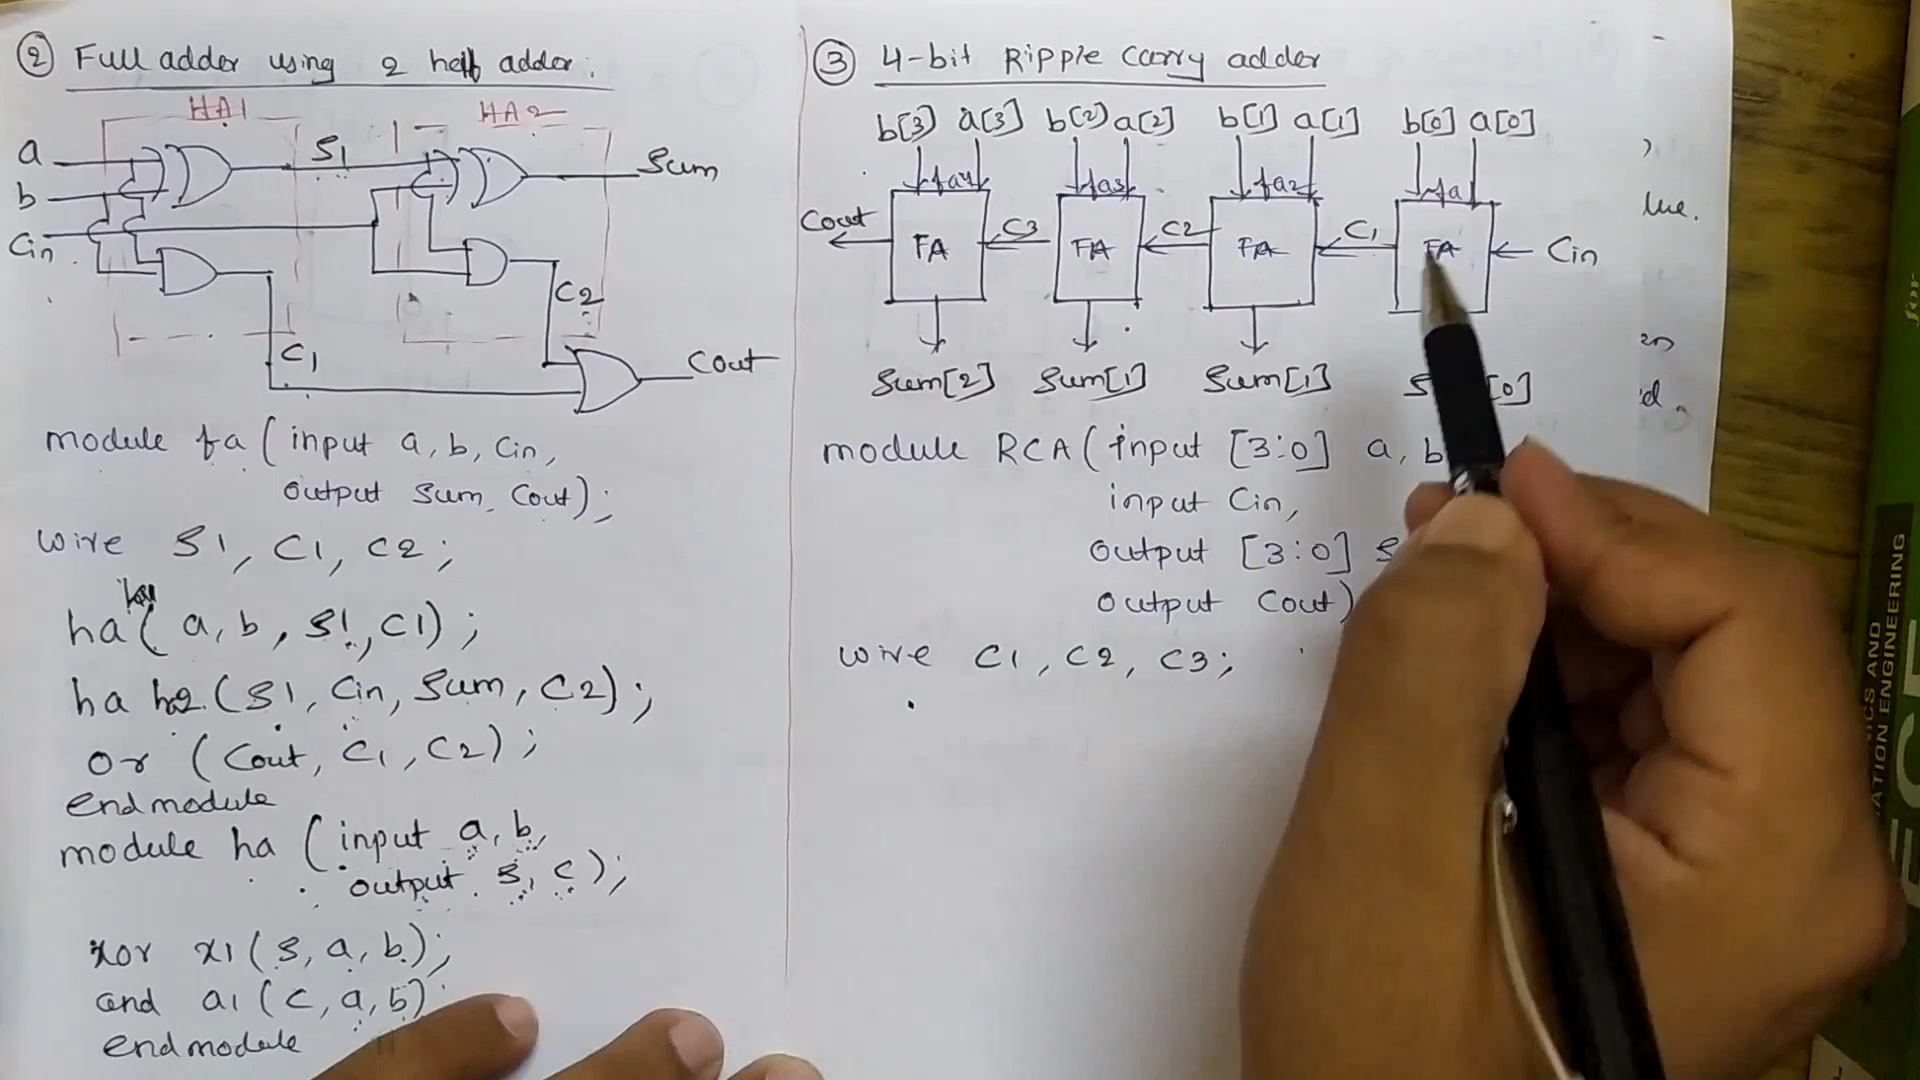 ② Full adder using 2 half adder.
HA1 HA2
a
b
Cin
S1
Sum
C2
C1
Cout
module fa ( input a, b, Cin,
output Sum, Cout);
wire S1, C1, C2;
ha ( a, b, S1, C1);
ha h2 (S1, Cin, Sum, C2);
or (Cout, C1, C2);
endmodule
module ha ( input a, b,
output S, C);
xor x1 (S, a, b);
and a1 (C, a, b)
endmodule
③ 4-bit Ripple Carry adder
b[3] a[3] b[2] a[2] b[1] a[1] b[0] a[0]
fa4 fa3 fa2 fa
Cout FA C3 FA C2 FA C1 FA Cin
Sum[2] Sum[1] Sum[1] [0]
module RCA ( input [3:0] a, b
input Cin,
output [3:0] S
output Cout)
wire C1, C2, C3;
for
ATION ENGINEERING